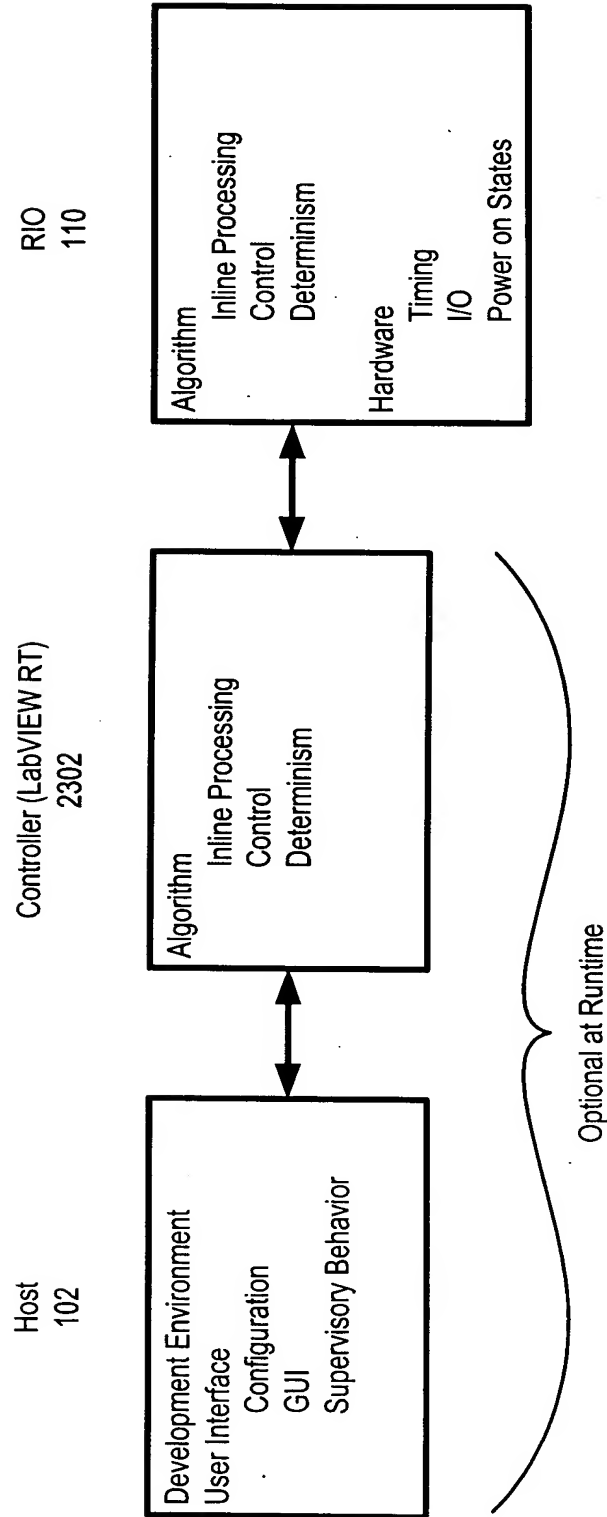 Host
102
Development Environment
User Interface
Configuration
GUI
Supervisory Behavior
Controller (LabVIEW RT)
2302
Algorithm
Inline Processing
Control
Determinism
RIO
110
Algorithm
Inline Processing
Control
Determinism
Hardware
Timing
I/O
Power on States
Optional at Runtime